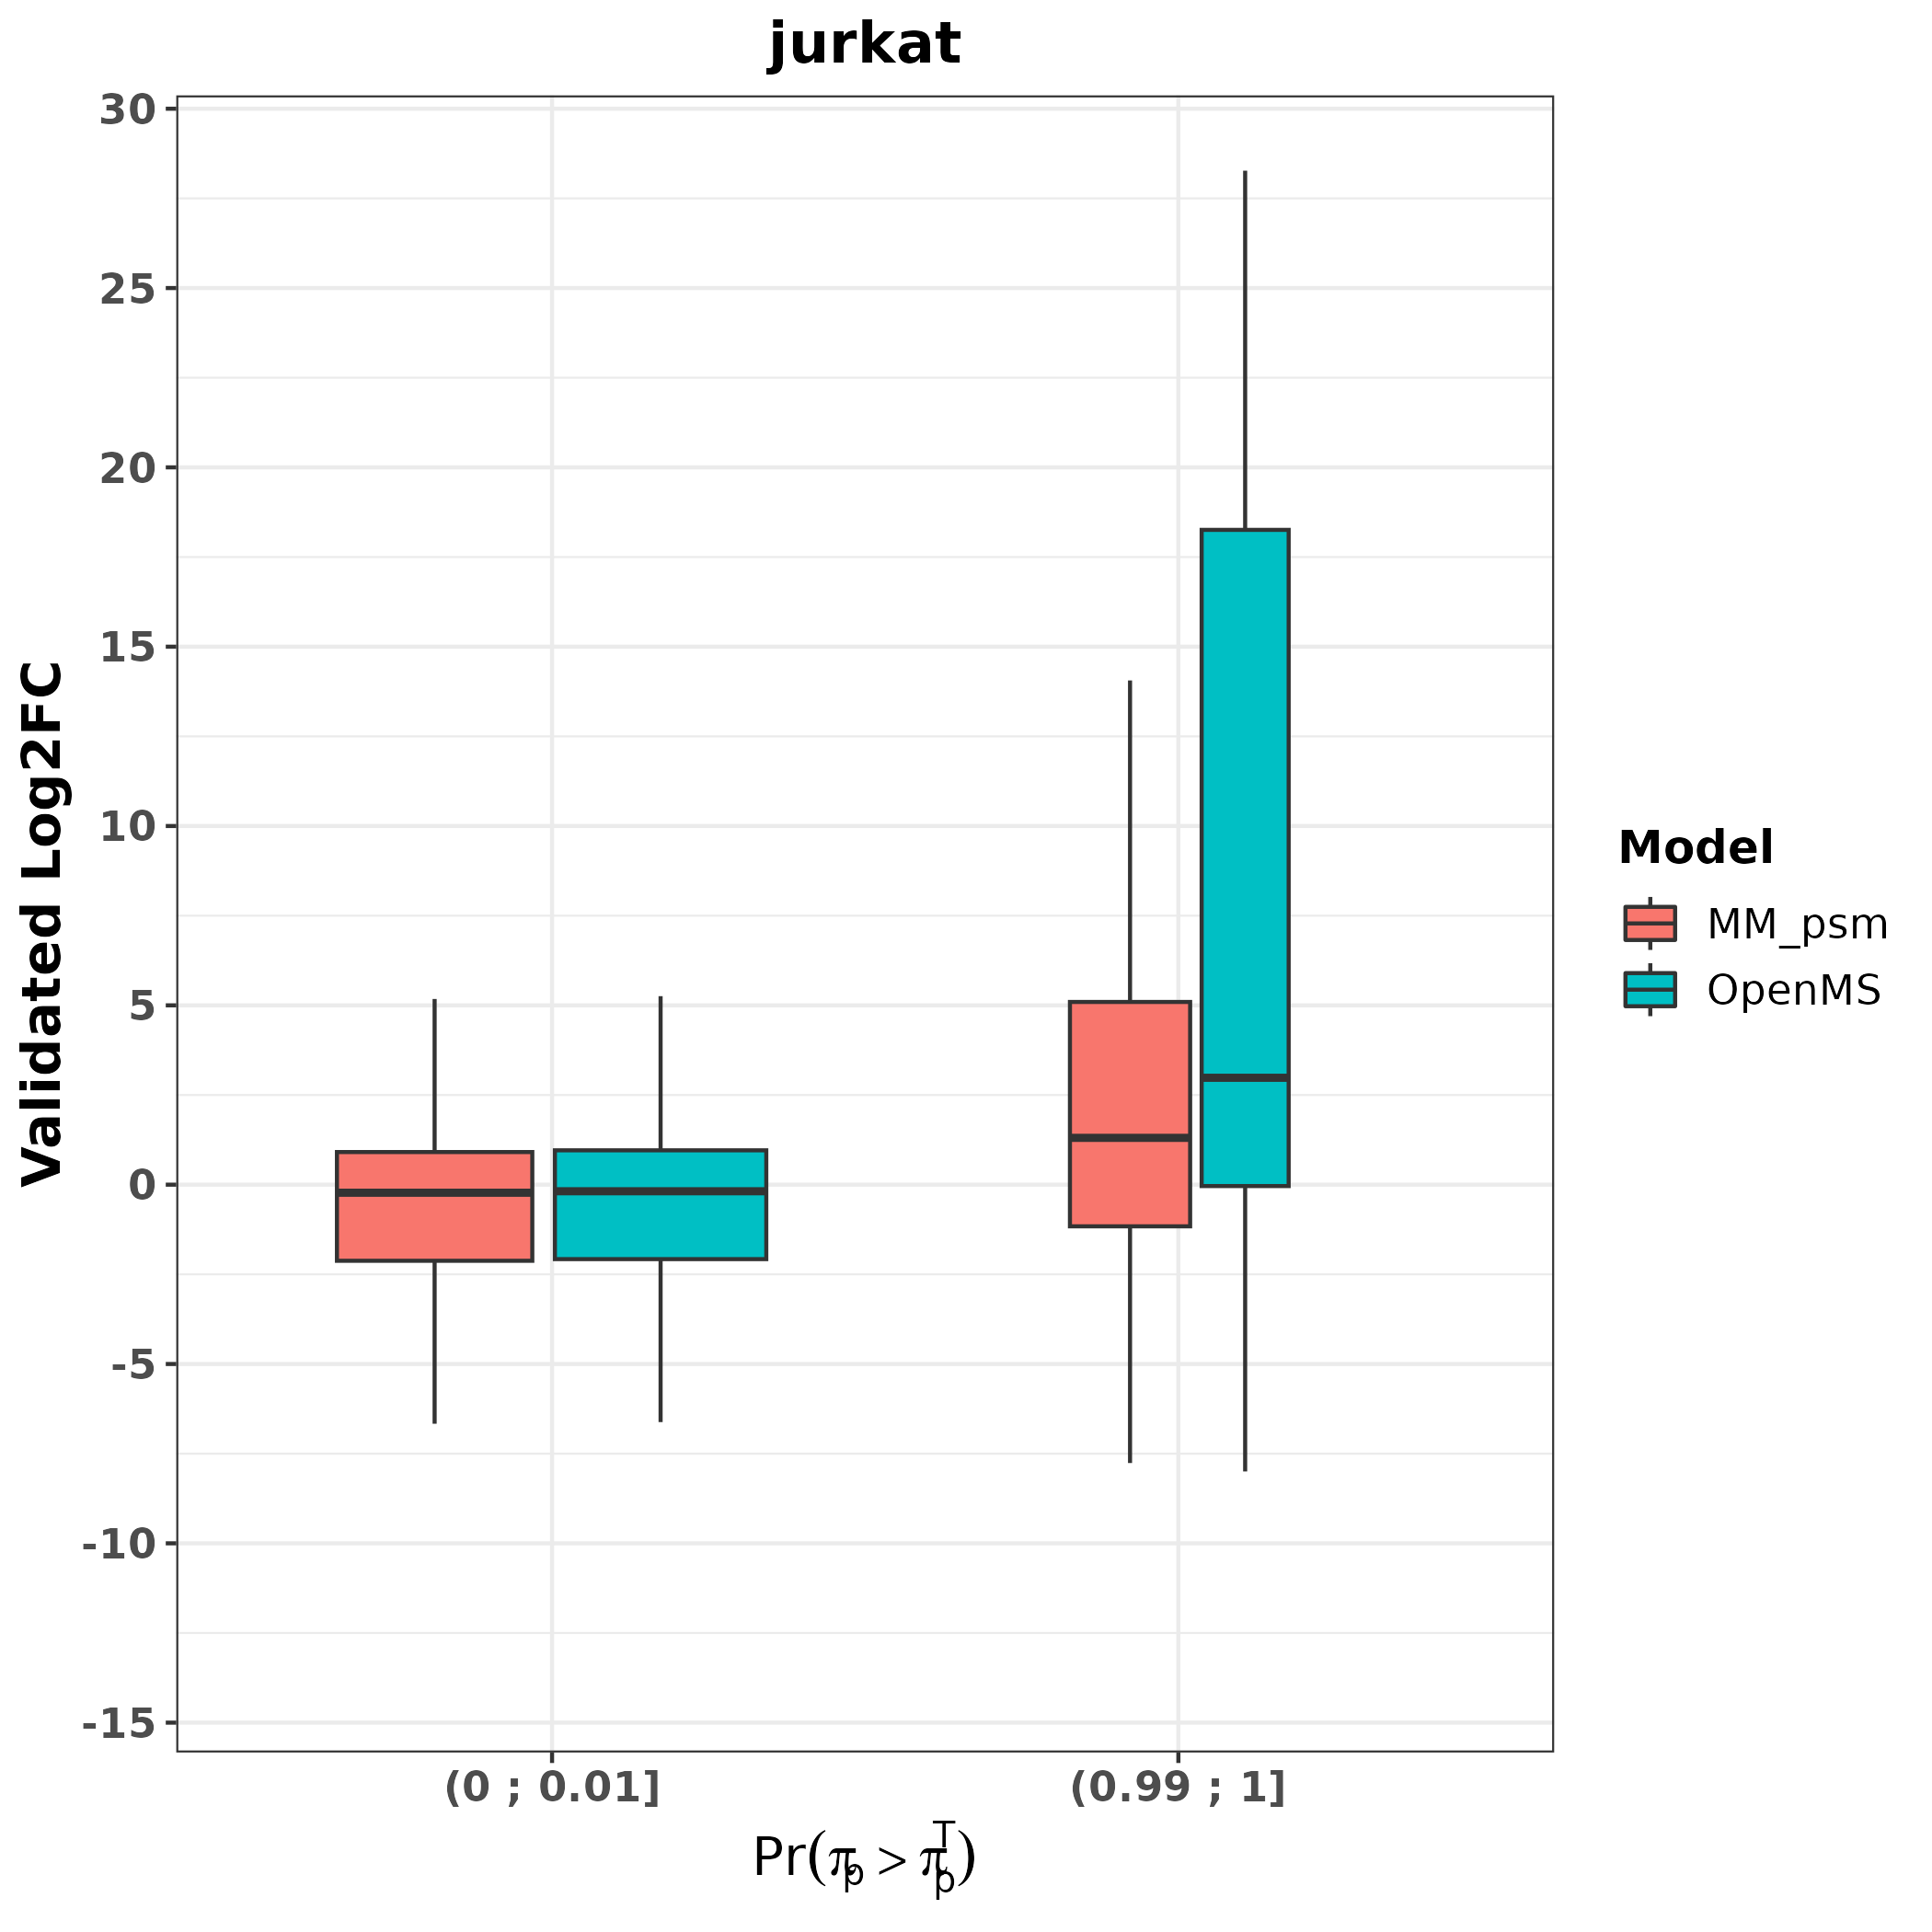 jurkat
Validated Log2FC
30
25
20
15
10
5
0
-5
-10
-15
(0 ; 0.01]
(0.99 ; 1]
Pr(π_p > π_p^T)
Model
MM_psm
OpenMS